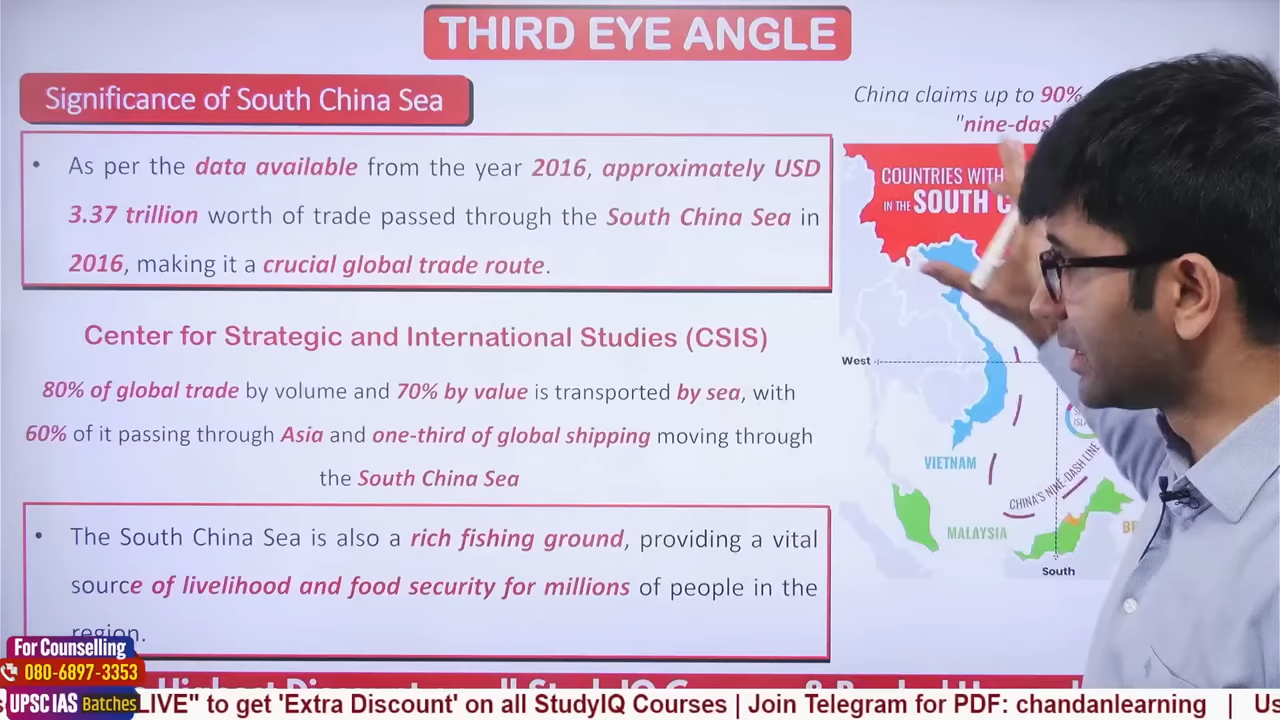 THIRD EYE ANGLE
Significance of South China Sea
• As per the data available from the year 2016, approximately USD
3.37 trillion worth of trade passed through the South China Sea in
2016, making it a crucial global trade route.
Center for Strategic and International Studies (CSIS)
80% of global trade by volume and 70% by value is transported by sea, with
60% of it passing through Asia and one-third of global shipping moving through
the South China Sea
• The South China Sea is also a rich fishing ground, providing a vital
source of livelihood and food security for millions of people in the
region.
China claims up to 90%
"nine-das
COUNTRIES WITH
IN THE SOUTH C
West
VIETNAM
CHINA'S NINE-DASH LINE
MALAYSIA
South
For Counselling
080-6897-3353
UPSC IAS Batches
LIVE" to get 'Extra Discount' on all StudyIQ Courses | Join Telegram for PDF: chandanlearning | Us